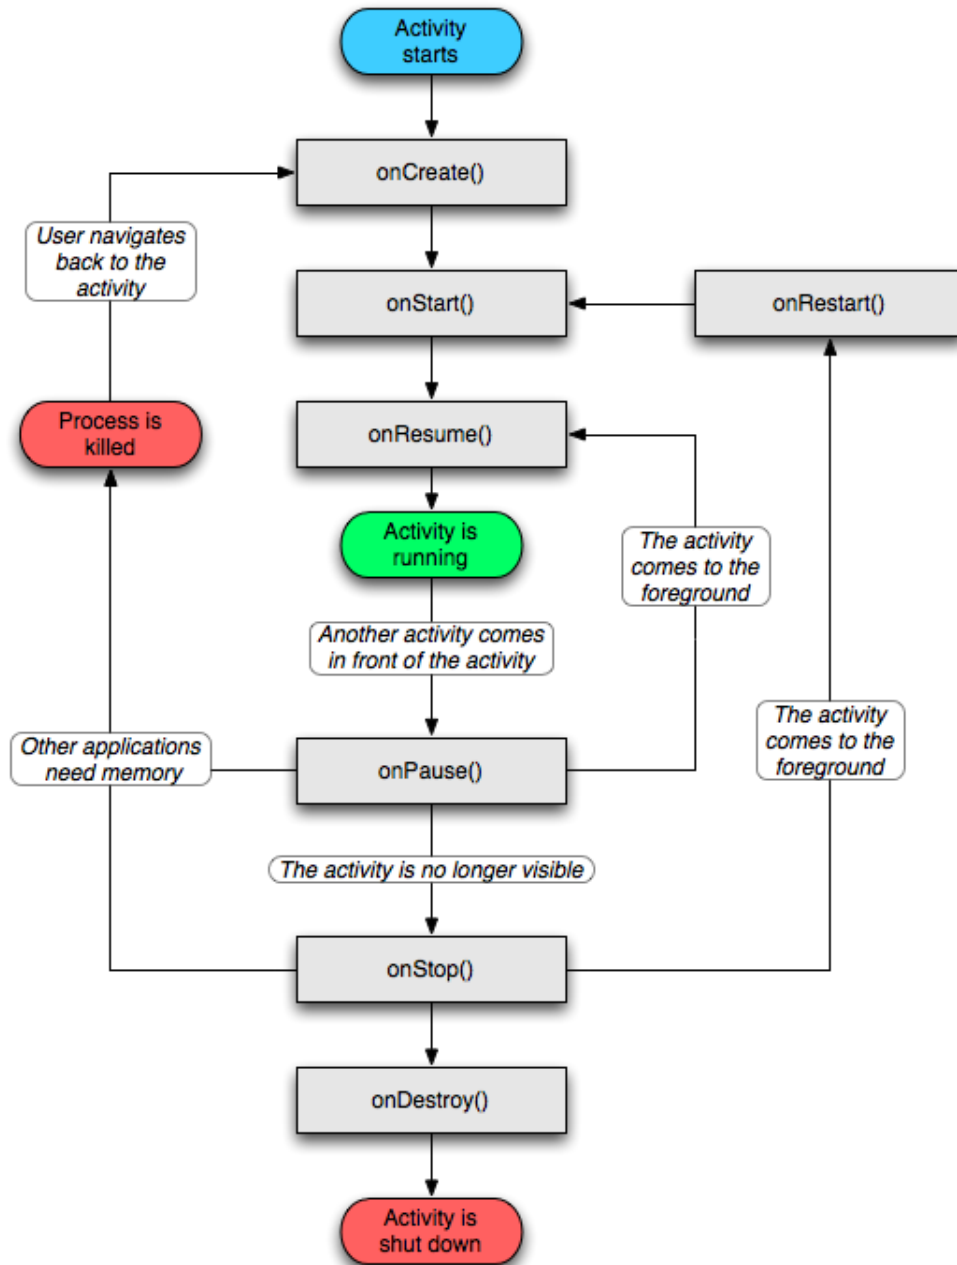 Activity
starts
onCreate()
User navigates
back to the
activity
onStart()
onRestart()
Process is
killed
onResume()
Activity is
running
The activity
comes to the
foreground
Another activity comes
in front of the activity
The activity
comes to the
foreground
Other applications
need memory
onPause()
The activity is no longer visible
onStop()
onDestroy()
Activity is
shut down